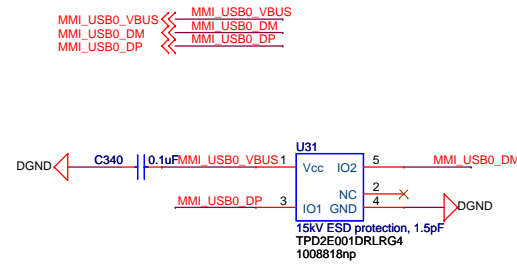 MMI_USB0_VBUS MMI_USB0_VBUS
MMI_USB0_DM MMI_USB0_DM
MMI_USB0_DP MMI_USB0_DP
U31
DGND C340 0.1uF MMI_USB0_VBUS 1 Vcc IO2 5 MMI_USB0_DM
NC 2
MMI_USB0_DP 3 IO1 GND 4 DGND
15kV ESD protection, 1.5pF
TPD2E001DRLRG4
1008818np